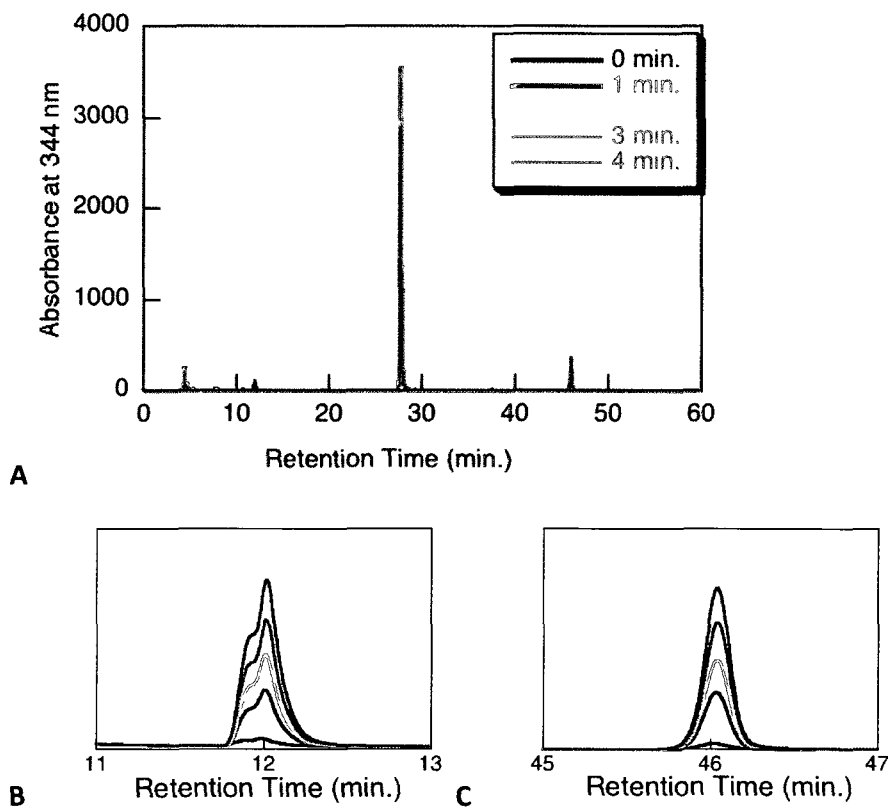 4000
3000
2000
1000
0
Absorbance at 344 nm
0 min.
1 min.
3 min.
4 min.
0 10 20 30 40 50 60
Retention Time (min.)
A
11 12 13
Retention Time (min.)
B
45 46 47
Retention Time (min.)
C